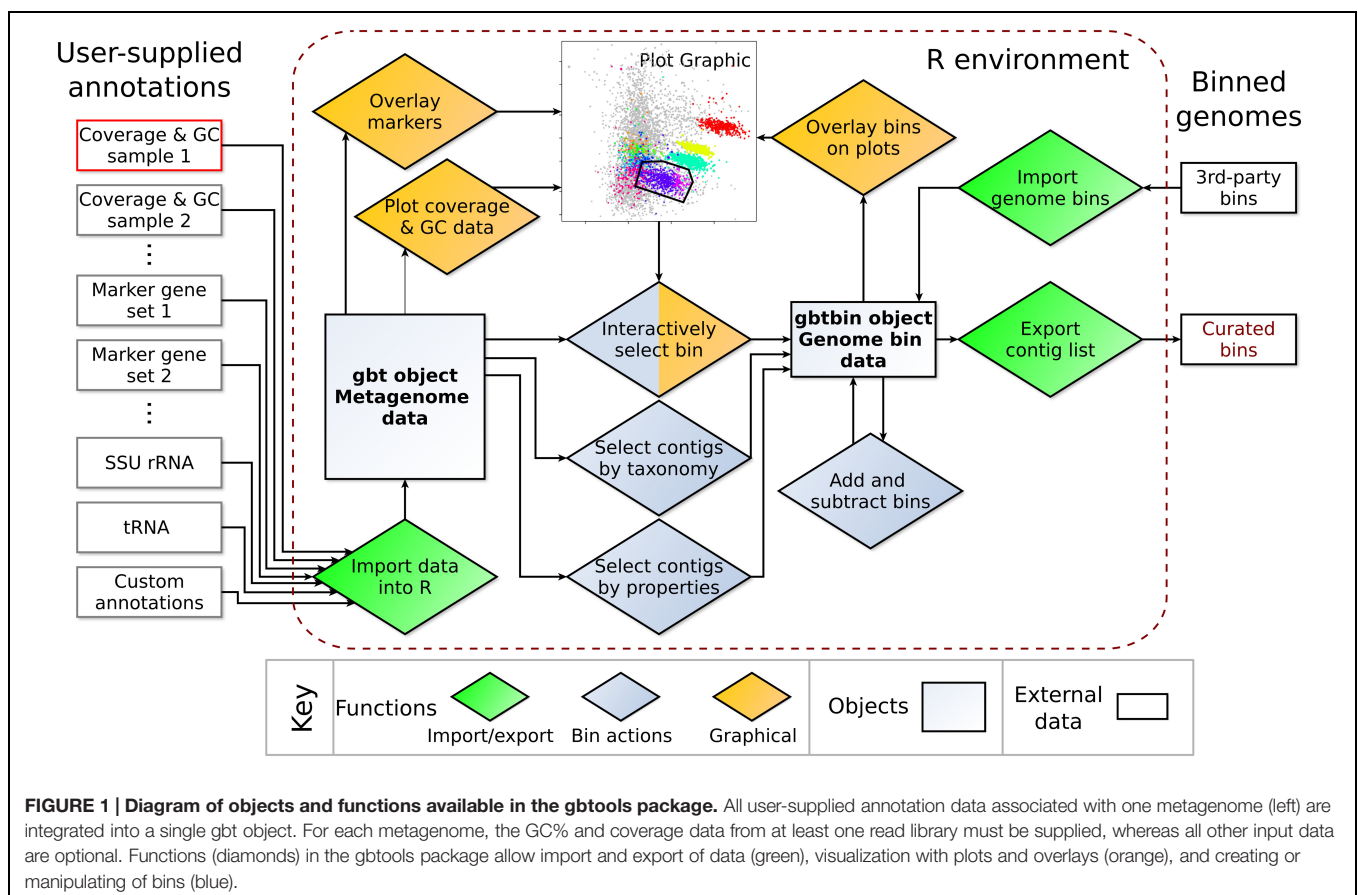 User-supplied
annotations
Coverage & GC
sample 1
Coverage & GC
sample 2
⋮
Marker gene
set 1
Marker gene
set 2
⋮
SSU rRNA
tRNA
Custom
annotations
R environment
Overlay
markers
Plot coverage
& GC data
Plot Graphic
Overlay bins
on plots
Import
genome bins
gbt object
Metagenome
data
Interactively
select bin
gbtbin object
Genome bin
data
Export
contig list
Select contigs
by taxonomy
Add and
subtract bins
Import data
into R
Select contigs
by properties
Binned
genomes
3rd-party
bins
Curated
bins
Key
Functions
Import/export
Bin actions
Graphical
Objects
External
data
FIGURE 1 | Diagram of objects and functions available in the gbtools package. All user-supplied annotation data associated with one metagenome (left) are
integrated into a single gbt object. For each metagenome, the GC% and coverage data from at least one read library must be supplied, whereas all other input data
are optional. Functions (diamonds) in the gbtools package allow import and export of data (green), visualization with plots and overlays (orange), and creating or
manipulating of bins (blue).